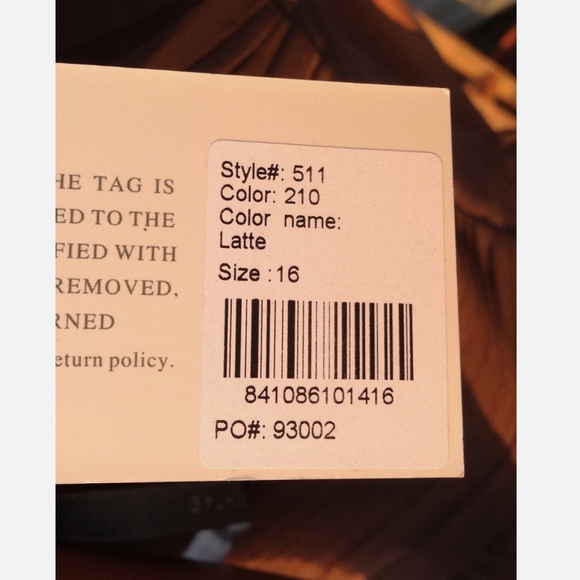 HE TAG IS
ED TO THE
FIED WITH
REMOVED,
RNED
eturn policy.
Style#: 511
Color: 210
Color name:
Latte
Size :16
841086101416
PO#: 93002